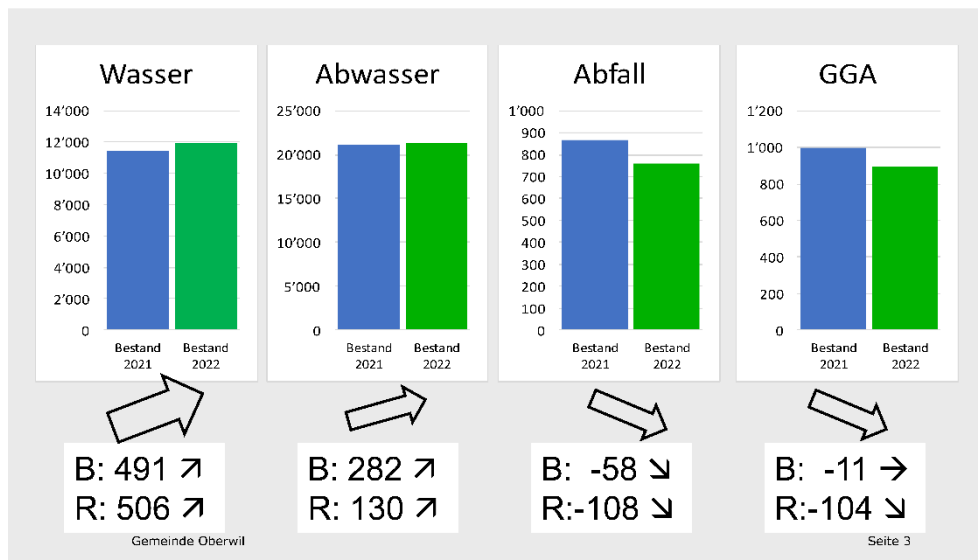 Wasser
14’000
12’000
10’000
8’000
6’000
4’000
2’000
0
Bestand 2021
Bestand 2022
B: 491 ↗
R: 506 ↗
Abwasser
25’000
20’000
15’000
10’000
5’000
0
Bestand 2021
Bestand 2022
B: 282 ↗
R: 130 ↗
Abfall
1’000
900
800
700
600
500
400
300
200
100
0
Bestand 2021
Bestand 2022
B: -58 ↘
R:-108 ↘
GGA
1’200
1’000
800
600
400
200
0
Bestand 2021
Bestand 2022
B: -11 →
R:-104 ↘
Gemeinde Oberwil
Seite 3